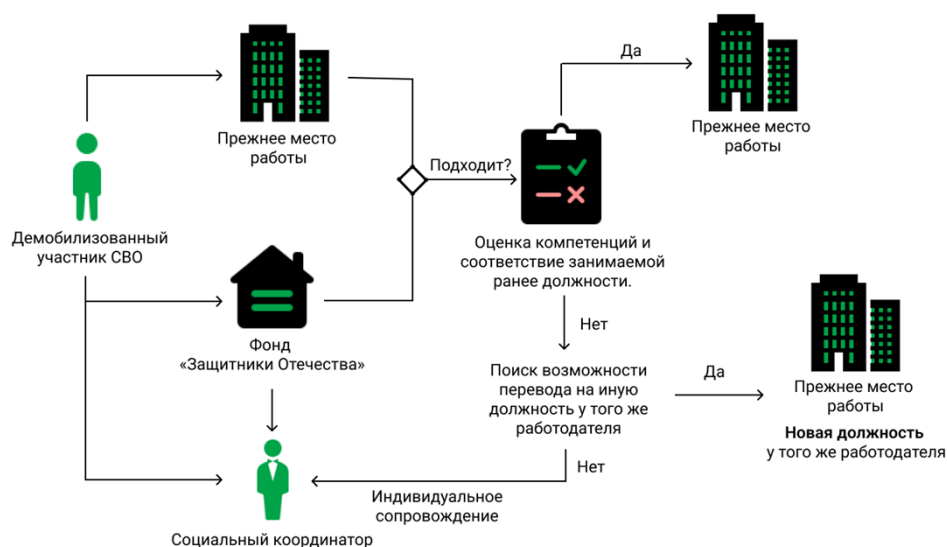 Прежнее место
работы
Демобилизованный
участник СВО
Фонд
«Защитники Отечества»
Социальный координатор
Подходит?
Оценка компетенций и
соответствие занимаемой
ранее должности.
Да
Прежнее место
работы
Нет
Поиск возможности
перевода на иную
должность у того же
работодателя
Да
Прежнее место
работы
Новая должность
у того же работодателя
Нет
Индивидуальное
сопровождение